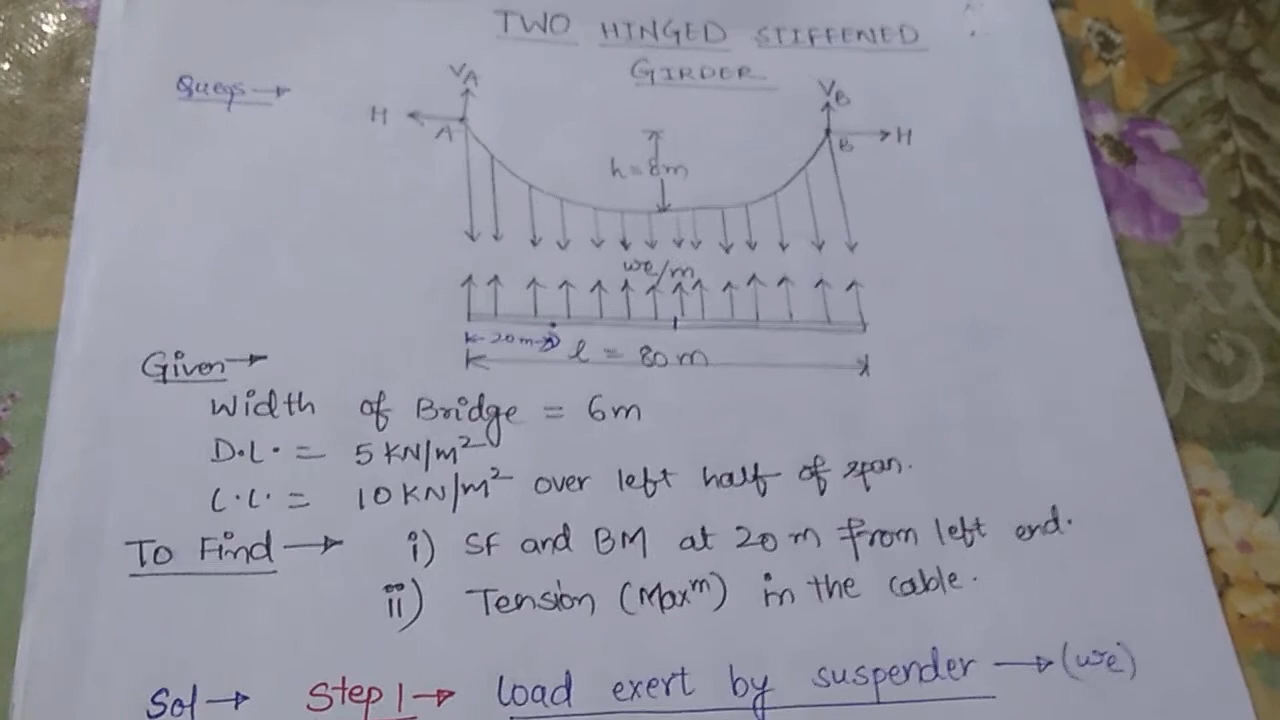 TWO HINGED STIFFENED
GIRDER
Ques→
VA
VB
H
A
B
H
h=8m
we/m
20m
l = 80m
Given→
Width of Bridge = 6m
D.L. = 5 KN/m²
L.L. = 10 KN/m² over left half of span.
To Find → i) SF and BM at 20 m from left end.
ii) Tension (Maxᵐ) in the cable.
Sol → Step 1 → load exert by suspender → (we)